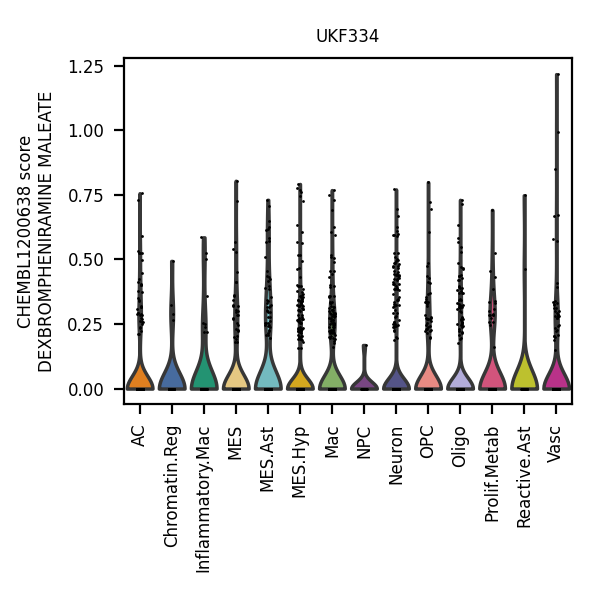 UKF334
CHEMBL1200638 score
DEXBROMPHENIRAMINE MALEATE
1.25
1.00
0.75
0.50
0.25
0.00
AC
Chromatin.Reg
Inflammatory.Mac
MES
MES.Ast
MES.Hyp
Mac
NPC
Neuron
OPC
Oligo
Prolif.Metab
Reactive.Ast
Vasc